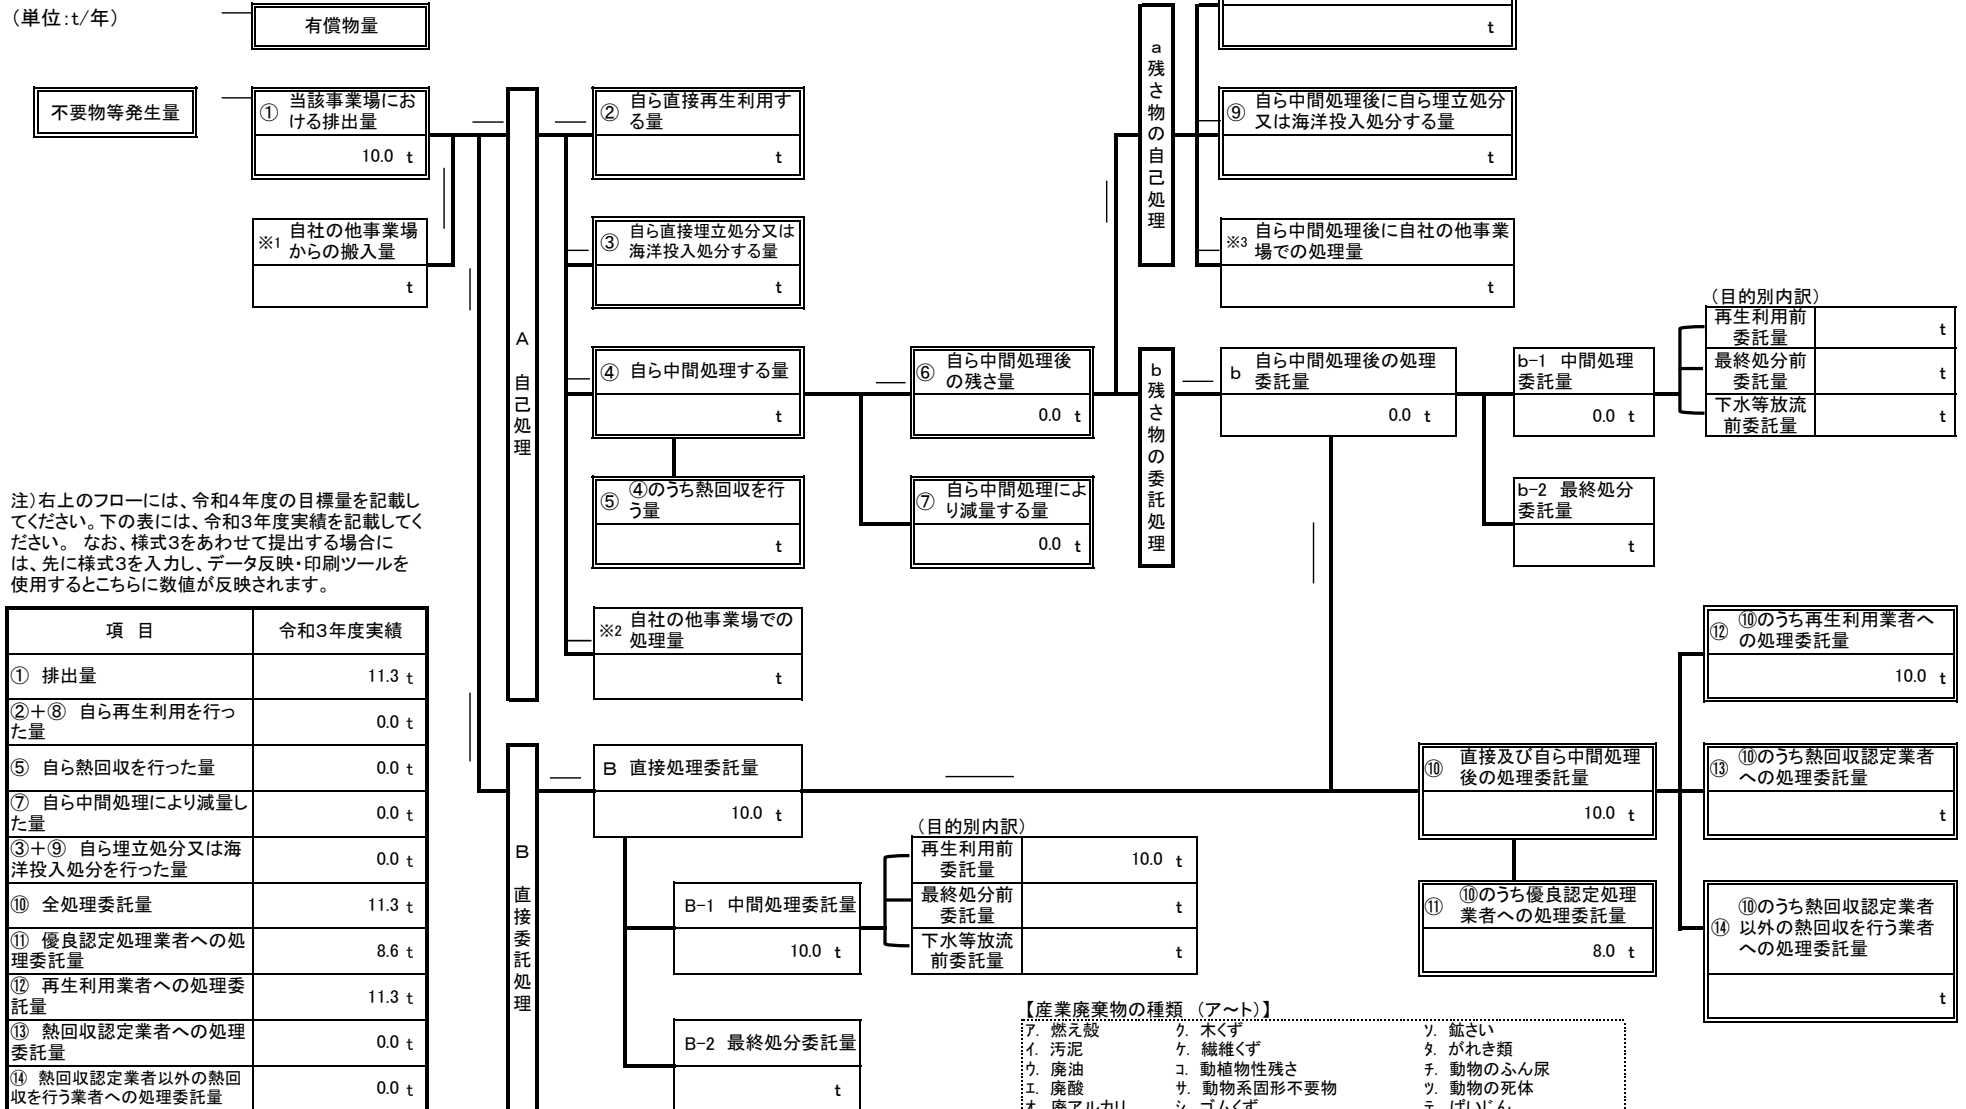 （単位：t/年）
有償物量
t
不要物等発生量
① 当該事業場にお
ける排出量
10.0 t
※1 自社の他事業場
からの搬入量
t
A
自己処理
② 自ら直接再生利用す
る量
t
③ 自ら直接埋立処分又は
海洋投入処分する量
t
④ 自ら中間処理する量
t
⑤ ④のうち熱回収を行
う量
t
※2 自社の他事業場での
処理量
t
⑥ 自ら中間処理後
の残さ量
0.0 t
⑦ 自ら中間処理によ
り減量する量
0.0 t
a
残さ物の自己処理
⑨ 自ら中間処理後に自ら埋立処分
又は海洋投入処分する量
t
※3 自ら中間処理後に自社の他事業
場での処理量
t
b
残さ物の委託処理
b 自ら中間処理後の処理
委託量
0.0 t
b-1 中間処理
委託量
0.0 t
b-2 最終処分
委託量
t
（目的別内訳）
再生利用前
委託量
t
最終処分前
委託量
t
下水等放流
前委託量
t
注）右上のフローには、令和4年度の目標量を記載し
てください。下の表には、令和3年度実績を記載してく
ださい。 なお、様式3をあわせて提出する場合に
は、先に様式3を入力し、データ反映・印刷ツールを
使用するとこちらに数値が反映されます。
項 目 令和3年度実績
① 排出量 11.3 t
②＋⑧ 自ら再生利用を行っ
た量 0.0 t
⑤ 自ら熱回収を行った量 0.0 t
⑦ 自ら中間処理により減量し
た量 0.0 t
③＋⑨ 自ら埋立処分又は海
洋投入処分を行った量 0.0 t
⑩ 全処理委託量 11.3 t
⑪ 優良認定処理業者への処
理委託量 8.6 t
⑫ 再生利用業者への処理委
託量 11.3 t
⑬ 熱回収認定業者への処理
委託量 0.0 t
⑭ 熱回収認定業者以外の熱回
収を行う業者への処理委託量 0.0 t
B
直接委託処理
B 直接処理委託量
10.0 t
B-1 中間処理委託量
10.0 t
B-2 最終処分委託量
t
（目的別内訳）
再生利用前
委託量
10.0 t
最終処分前
委託量
t
下水等放流
前委託量
t
⑩ 直接及び自ら中間処理
後の処理委託量
10.0 t
⑪ ⑩のうち優良認定処理
業者への処理委託量
8.0 t
⑫ ⑩のうち再生利用業者へ
の処理委託量
10.0 t
⑬ ⑩のうち熱回収認定業者
への処理委託量
t
⑭ ⑩のうち熱回収認定業者
以外の熱回収を行う業者
への処理委託量
t
【産業廃棄物の種類 （ア～ト）】
ア. 燃え殻 ク. 木くず ソ. 鉱さい
イ. 汚泥 ケ. 繊維くず タ. がれき類
ウ. 廃油 コ. 動植物性残さ チ. 動物のふん尿
エ. 廃酸 サ. 動物系固形不要物 ツ. 動物の死体
オ. 廃アルカリ シ. ゴムくず テ. ばいじん